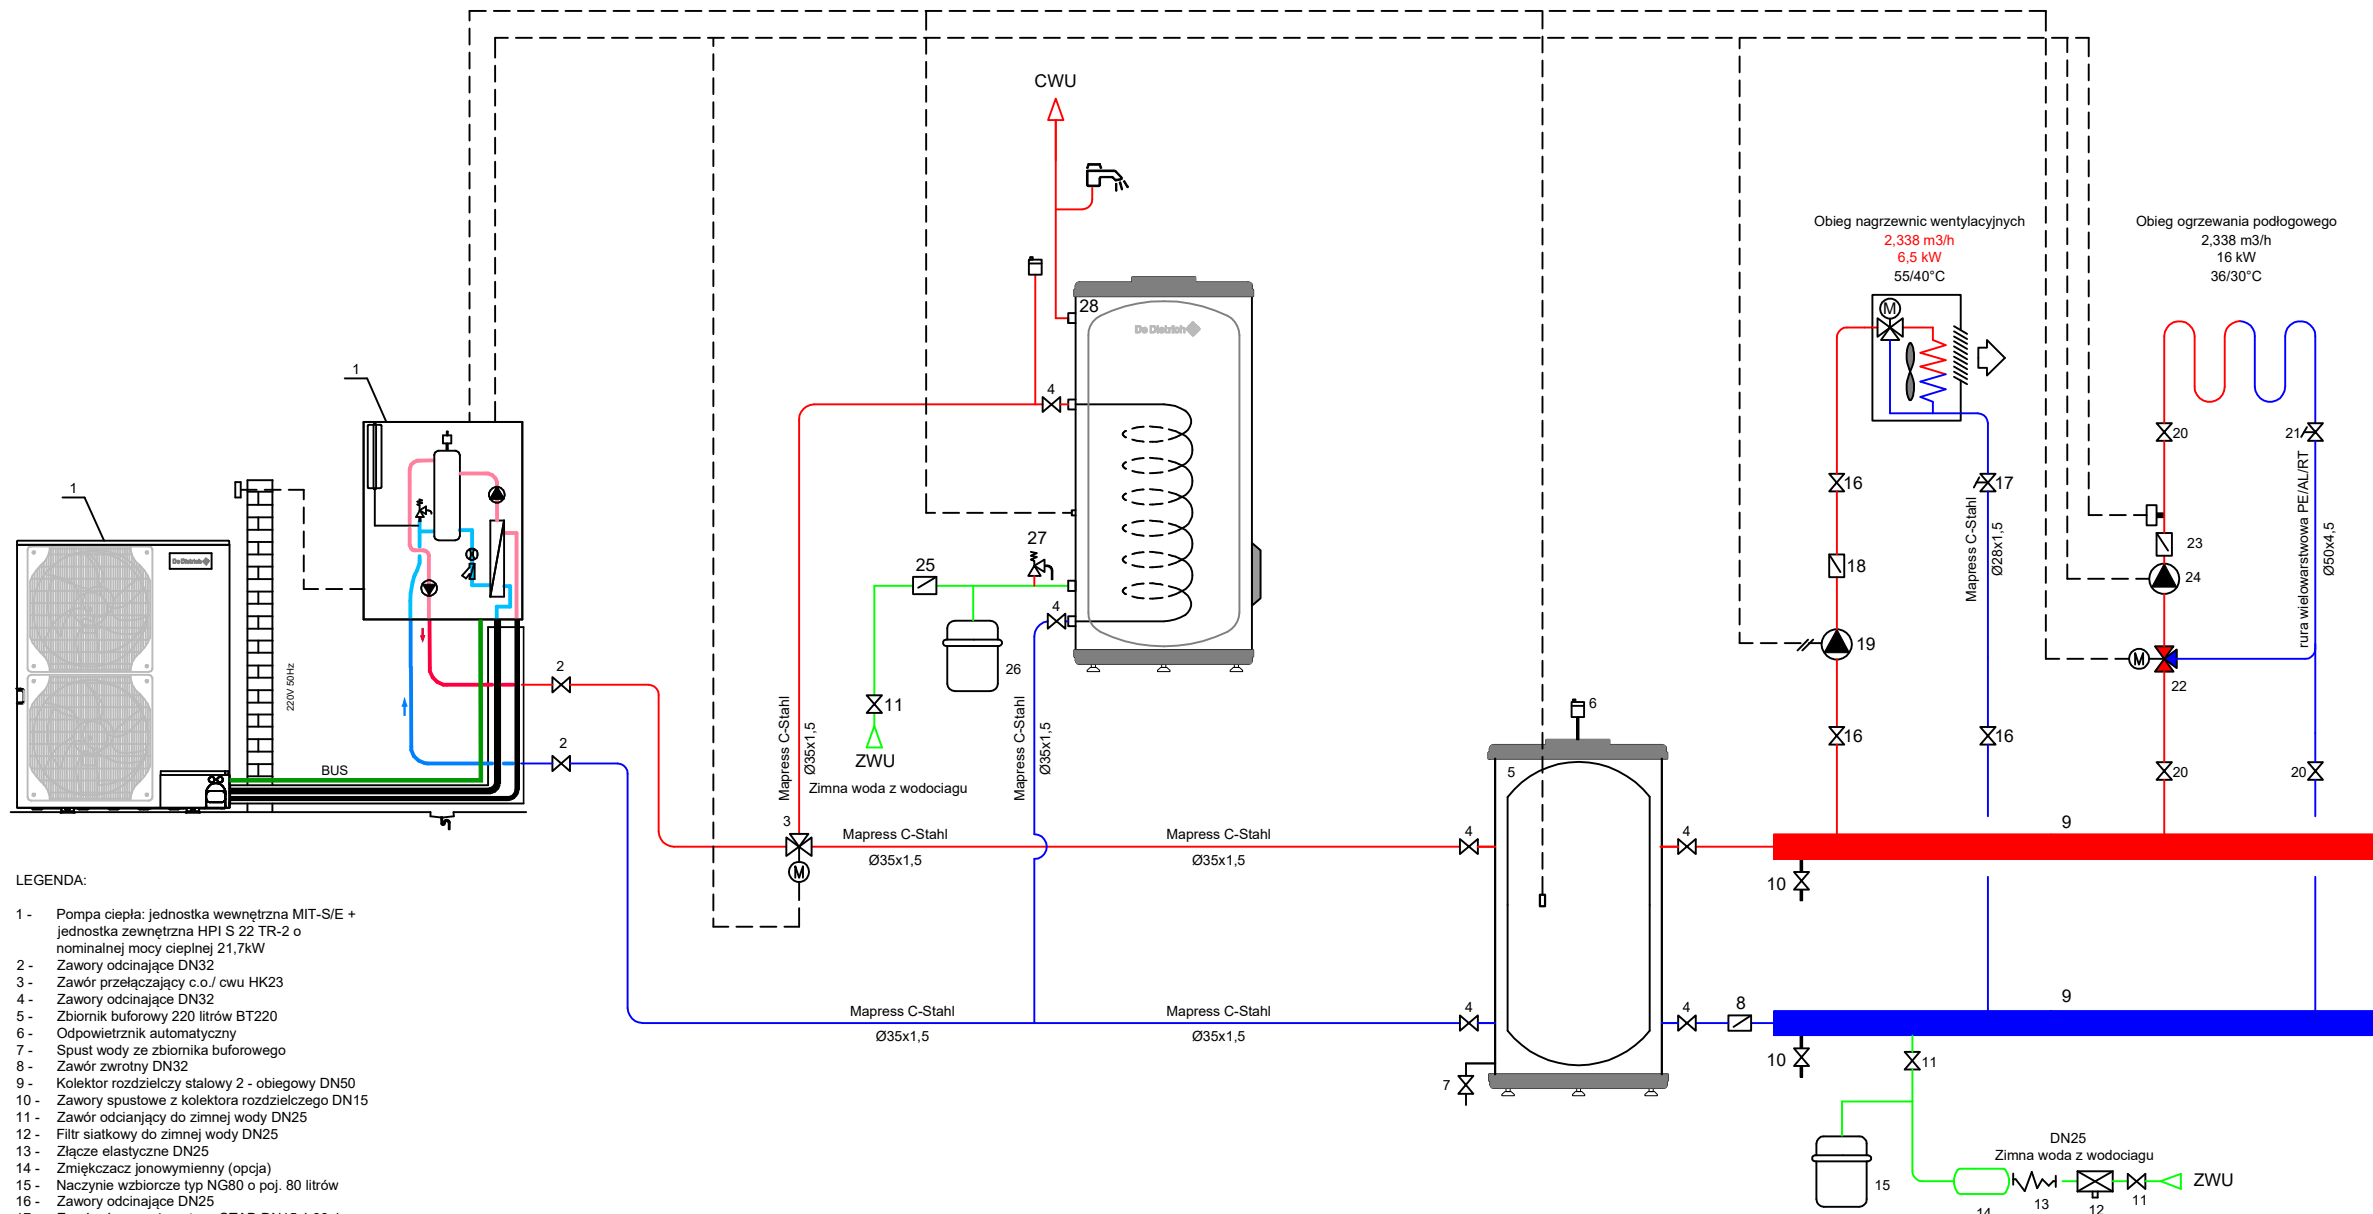 CWU
Obieg nagrzewnic wentylacyjnych
2,338 m3/h
6,5 kW
55/40°C
Obieg ogrzewania podłogowego
2,338 m3/h
16 kW
36/30°C
M
28
De Dietrich
1
4
20
21
16
17
1
De Dietrich
27
25
23
18
24
Mapress C-Stahl
Ø28x1,5
rura wielowarstwowa PE/AL/RT
Ø50x4,5
4
19
M
22
26
2
220V 50Hz
11
6
Mapress C-Stahl
Ø35x1,5
Mapress C-Stahl
Ø35x1,5
2
16
16
ZWU
Zimna woda z wodociagu
BUS
5
20
20
3
Mapress C-Stahl
Ø35x1,5
Mapress C-Stahl
Ø35x1,5
4
4
9
M
10
LEGENDA:
1 - Pompa ciepła: jednostka wewnętrzna MIT-S/E +
jednostka zewnętrzna HPI S 22 TR-2 o
nominalnej mocy cieplnej 21,7kW
2 - Zawory odcinające DN32
3 - Zawór przełączający c.o./ cwu HK23
4 - Zawory odcinające DN32
5 - Zbiornik buforowy 220 litrów BT220
6 - Odpowietrznik automatyczny
7 - Spust wody ze zbiornika buforowego
8 - Zawór zwrotny DN32
9 - Kolektor rozdzielczy stalowy 2 - obiegowy DN50
10 - Zawory spustowe z kolektora rozdzielczego DN15
11 - Zawór odcianjący do zimnej wody DN25
12 - Filtr siatkowy do zimnej wody DN25
13 - Złącze elastyczne DN25
14 - Zmiękczacz jonowymienny (opcja)
15 - Naczynie wzbiorcze typ NG80 o poj. 80 litrów
16 - Zawory odcinające DN25
Mapress C-Stahl
Ø35x1,5
Mapress C-Stahl
Ø35x1,5
4
4
8
9
10
11
7
DN25
Zimna woda z wodociagu
15
13
12
11
ZWU
14